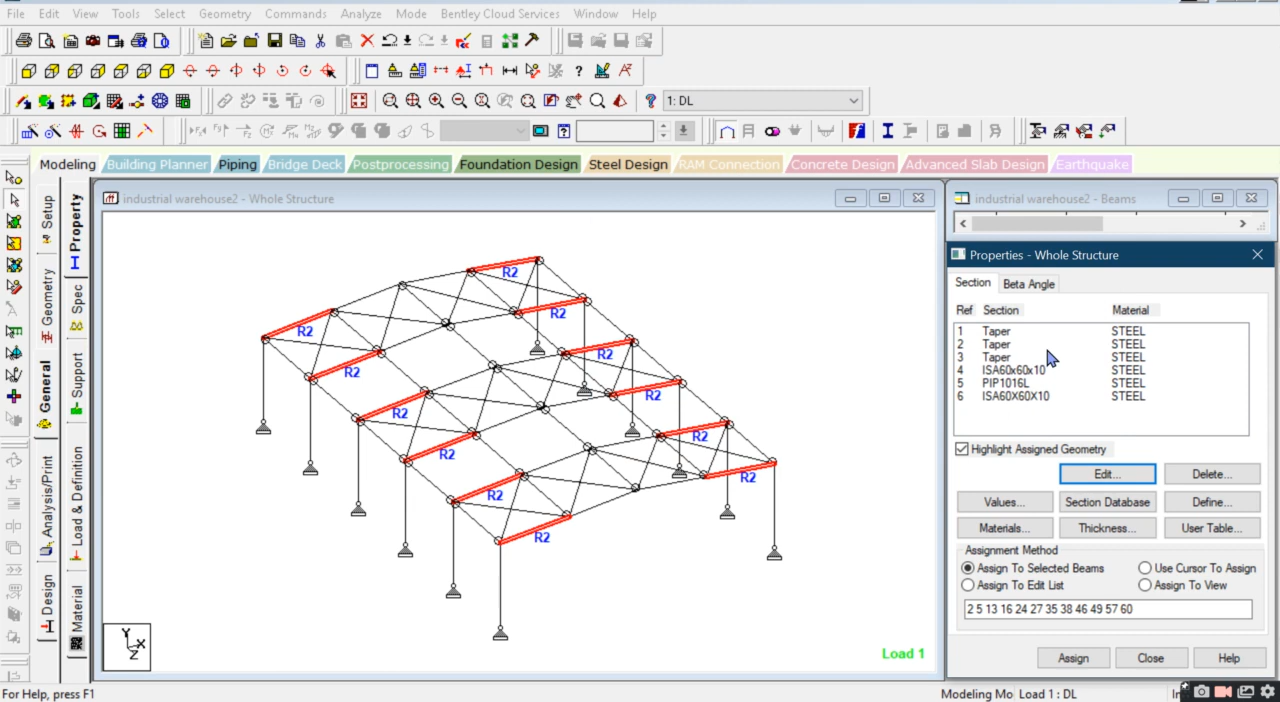 File Edit View Tools Select Geometry Commands Analyze Mode Bentley Cloud Services Window Help
1: DL
Modeling Building Planner Piping Bridge Deck Postprocessing Foundation Design Steel Design RAM Connection Concrete Design Advanced Slab Design Earthquake
Setup
Geometry
General
Analysis/Print
Design
Property
Spec
Support
Load & Definition
Material
industrial warehouse2 - Whole Structure
R2
R2
R2
R2
R2
R2
R2
R2
R2
R2
R2
R2
Y
X
Z
Load 1
industrial warehouse2 - Beams
Properties - Whole Structure
Section Beta Angle
Ref Section Material
1 Taper STEEL
2 Taper STEEL
3 Taper STEEL
4 ISA60x60x10 STEEL
5 PIP1016L STEEL
6 ISA60X60X10 STEEL
Highlight Assigned Geometry
Edit... Delete...
Values... Section Database Define...
Materials... Thickness... User Table...
Assignment Method
Assign To Selected Beams Use Cursor To Assign
Assign To Edit List Assign To View
2 5 13 16 24 27 35 38 46 49 57 60
Assign Close Help
For Help, press F1 Modeling Mo Load 1 : DL